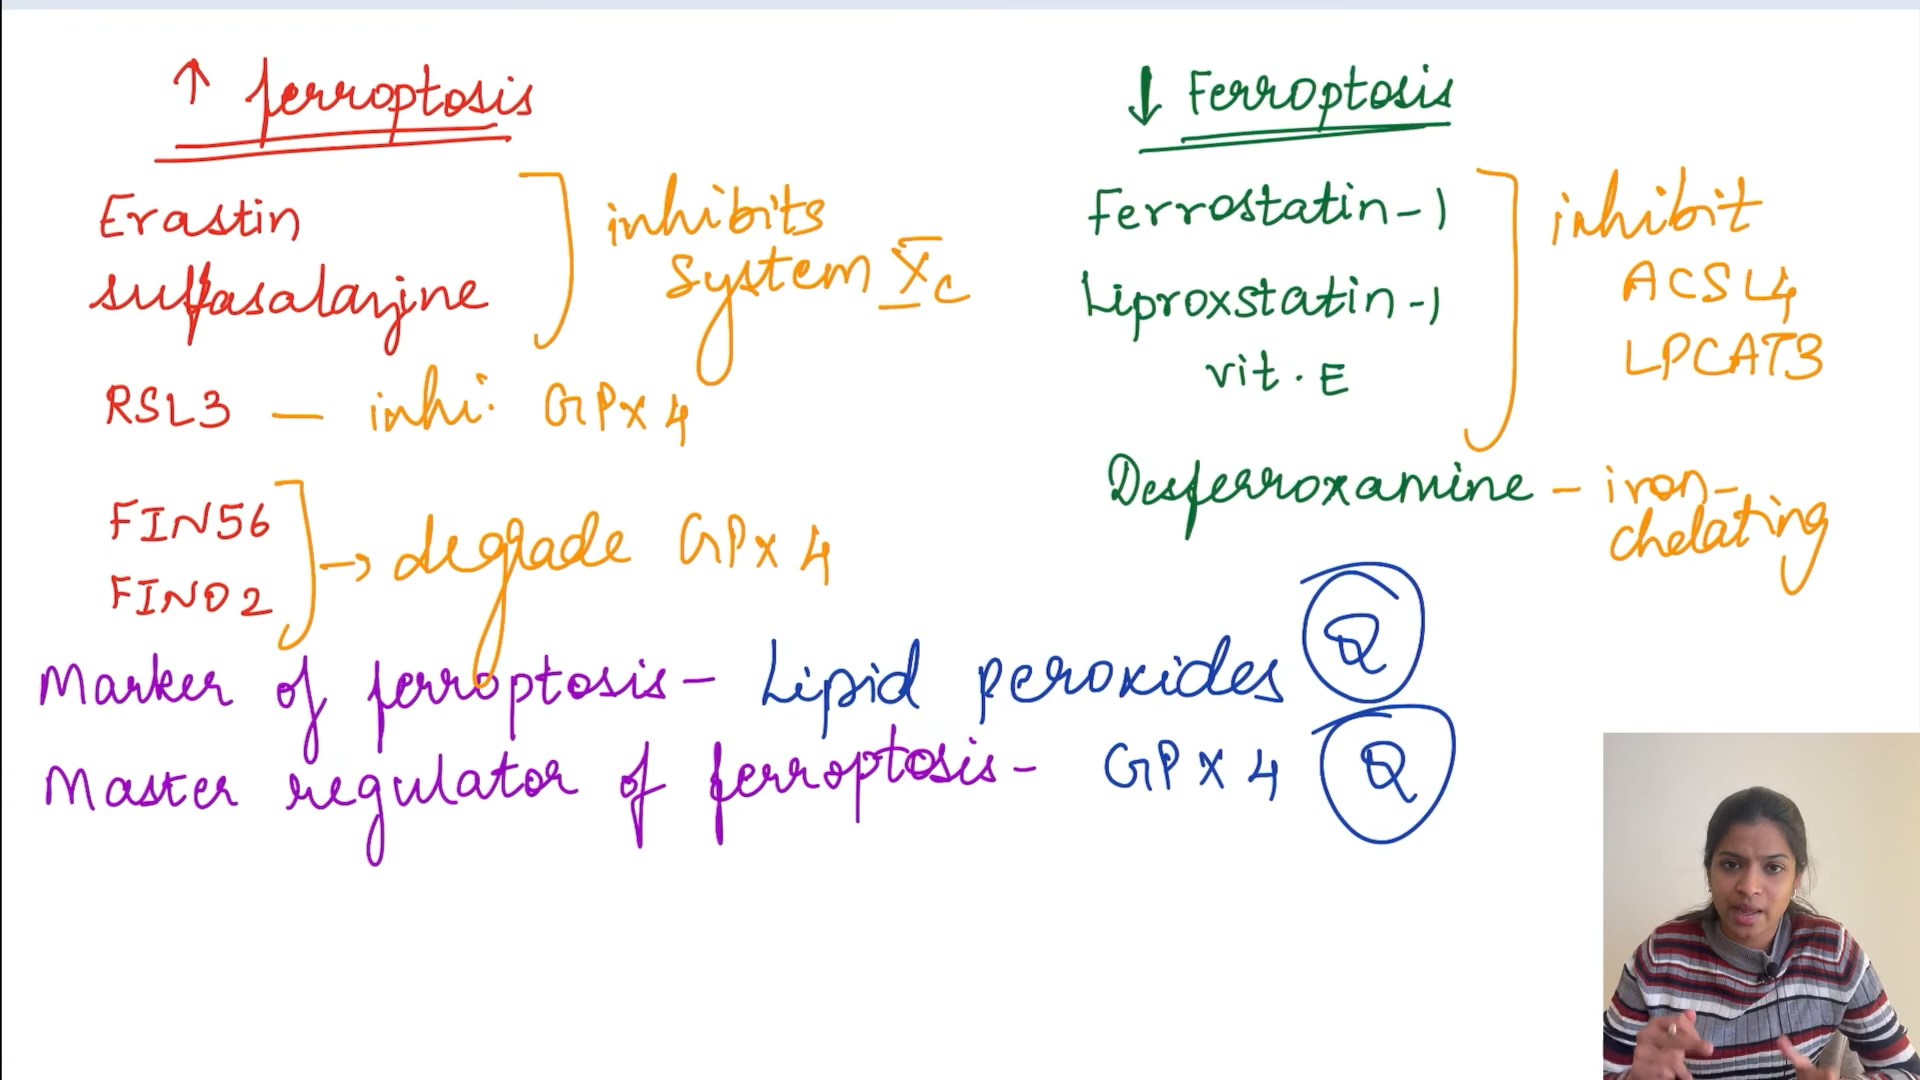 ↑ ferroptosis
Erastin
sulfasalazine
inhibits
system x̄c
RSL3 — inhi. GPX4
FIN56
FINO2
→ degrade GPX4
↓ Ferroptosis
Ferrostatin-1
Liproxstatin-1
vit. E
inhibit
ACSL4
LPCAT3
Desferroxamine - iron-
chelating
Marker of ferroptosis - Lipid peroxides Q
Master regulator of ferroptosis - GPX4 Q